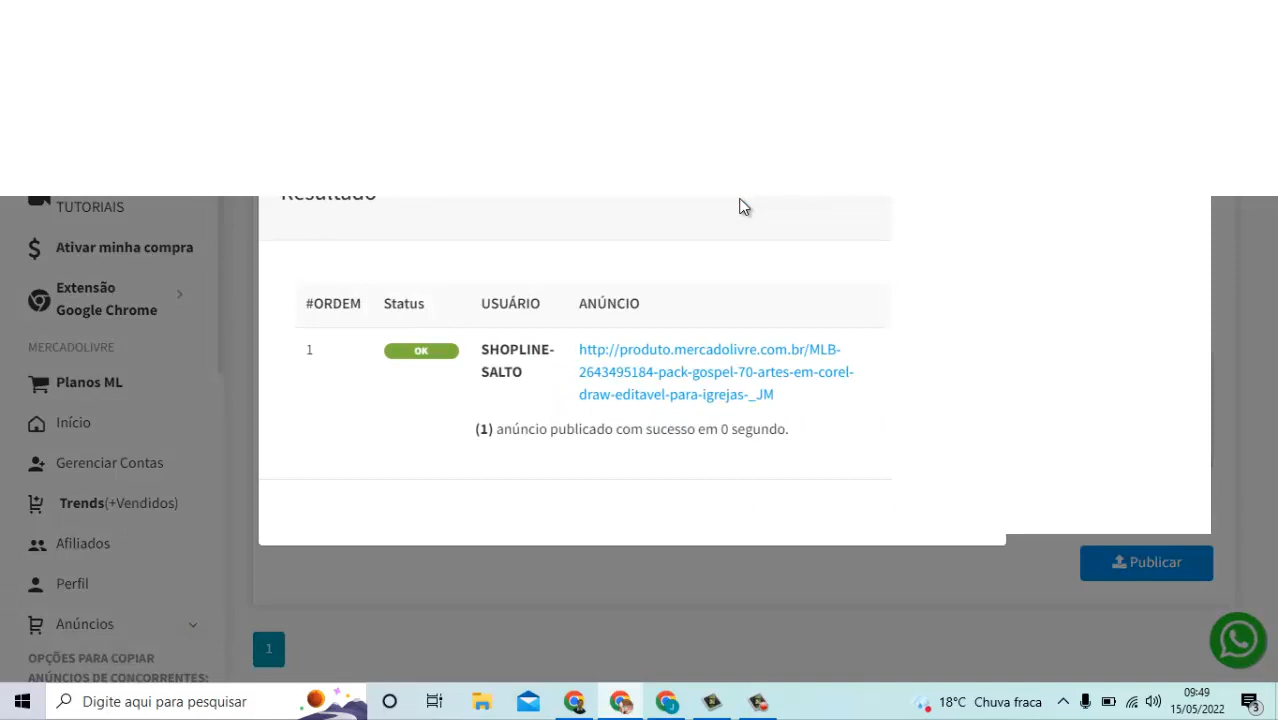 Resultado
TUTORIAIS
Ativar minha compra
Extensão
Google Chrome
MERCADOLIVRE
Planos ML
Início
Gerenciar Contas
Trends(+Vendidos)
Afiliados
Perfil
Anúncios
OPÇÕES PARA COPIAR
ANÚNCIOS DE CONCORRENTES:
#ORDEM Status USUÁRIO ANÚNCIO
1 OK SHOPLINE-SALTO http://produto.mercadolivre.com.br/MLB-
2643495184-pack-gospel-70-artes-em-corel-
draw-editavel-para-igrejas-_JM
(1) anúncio publicado com sucesso em 0 segundo.
Publicar
1
Digite aqui para pesquisar
18°C Chuva fraca
09:49
15/05/2022
3